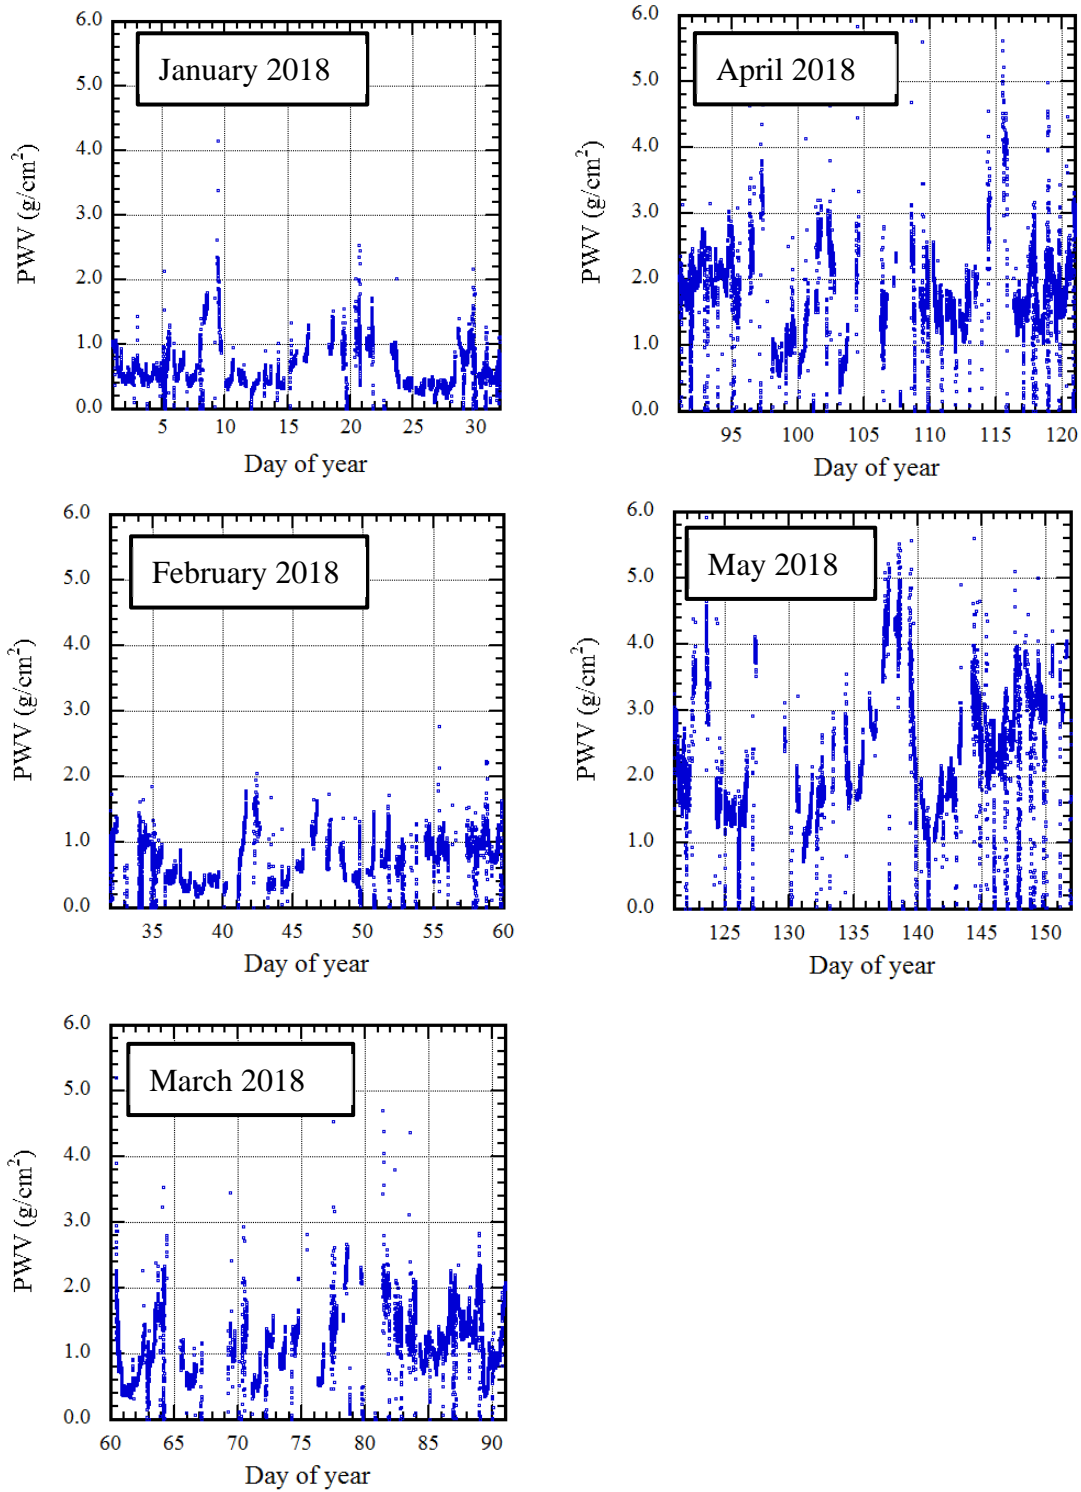 January 2018
PWV (g/cm²)
6.0
5.0
4.0
3.0
2.0
1.0
0.0
5 10 15 20 25 30
Day of year
April 2018
PWV (g/cm²)
6.0
5.0
4.0
3.0
2.0
1.0
0.0
95 100 105 110 115 120
Day of year
February 2018
PWV (g/cm²)
6.0
5.0
4.0
3.0
2.0
1.0
0.0
35 40 45 50 55 60
Day of year
May 2018
PWV (g/cm²)
6.0
5.0
4.0
3.0
2.0
1.0
0.0
125 130 135 140 145 150
Day of year
March 2018
PWV (g/cm²)
6.0
5.0
4.0
3.0
2.0
1.0
0.0
60 65 70 75 80 85 90
Day of year